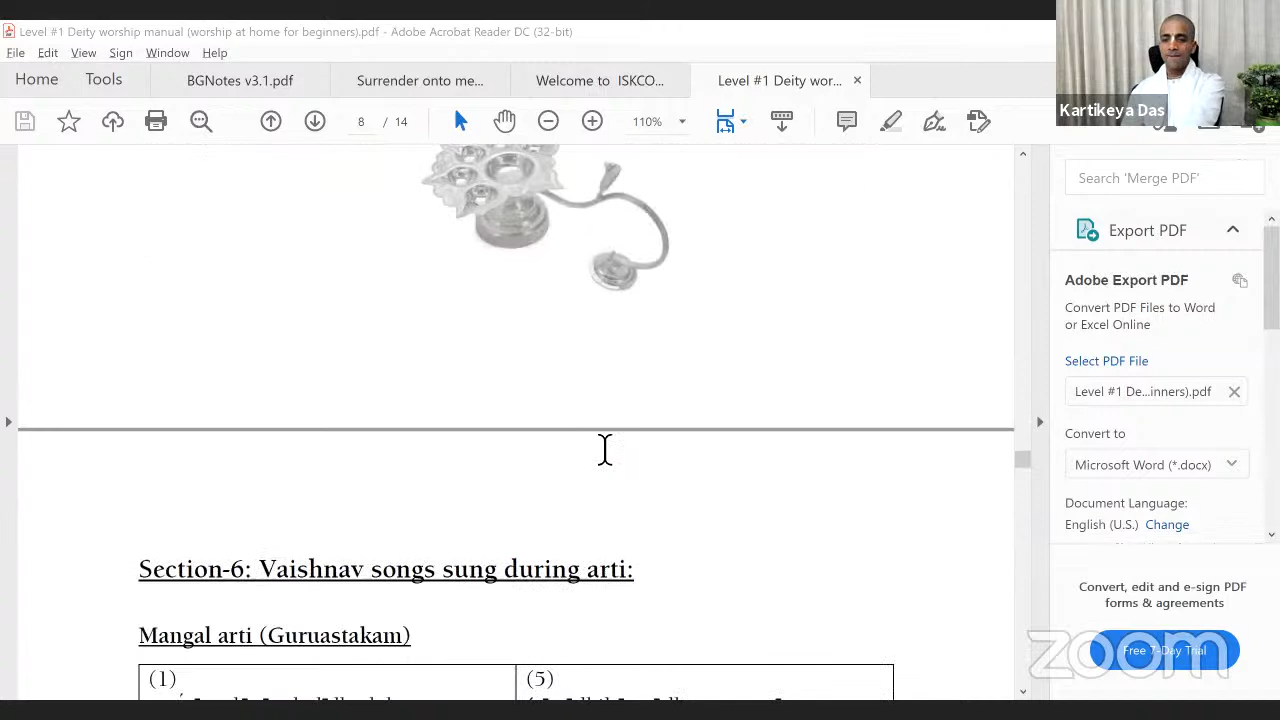 Level #1 Deity worship manual (worship at home for beginners).pdf - Adobe Acrobat Reader DC (32-bit)
File Edit View Sign Window Help
Home Tools BGNotes v3.1.pdf Surrender onto me... Welcome to ISKCO... Level #1 Deity wor...
8 / 14 110%
Kartikeya Das
Search 'Merge PDF'
Export PDF
Adobe Export PDF
Convert PDF Files to Word
or Excel Online
Select PDF File
Level #1 De...inners).pdf
Convert to
Microsoft Word (*.docx)
Document Language:
English (U.S.) Change
Convert, edit and e-sign PDF
forms & agreements
Free 7-Day Trial
zoom
Section-6: Vaishnav songs sung during arti:
Mangal arti (Guruastakam)
(1) (5)